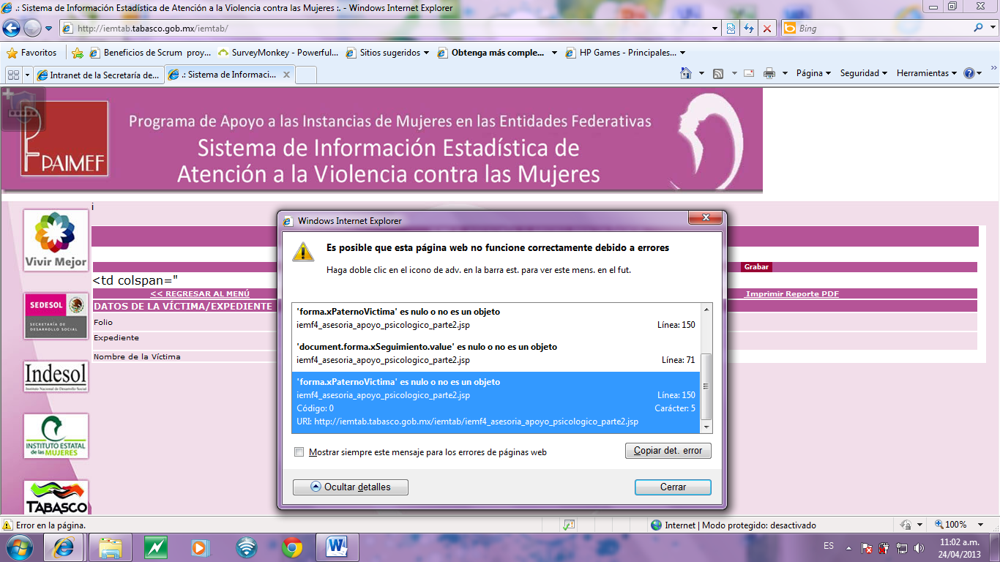 .: Sistema de Información Estadística de Atención a la Violencia contra las Mujeres :. - Windows Internet Explorer
http://iemtab.tabasco.gob.mx/iemtab/
Bing
Favoritos
Beneficios de Scrum proy...
SurveyMonkey - Powerful...
Sitios sugeridos
Obtenga más comple...
HP Games - Principales...
Intranet de la Secretaría de...
.: Sistema de Informaci...
Página
Seguridad
Herramientas
PAIMEF
Programa de Apoyo a las Instancias de Mujeres en las Entidades Federativas
Sistema de Información Estadística de
Atención a la Violencia contra las Mujeres
i
Vivir Mejor
Grabar
<td colspan="
<< REGRESAR AL MENÚ
Imprimir Reporte PDF
DATOS DE LA VÍCTIMA/EXPEDIENTE
Folio
Expediente
Nombre de la Víctima
SEDESOL
SECRETARÍA DE
DESARROLLO SOCIAL
Indesol
Instituto Nacional de Desarrollo Social
INSTITUTO ESTATAL
de las MUJERES
TABASCO
Windows Internet Explorer
Es posible que esta página web no funcione correctamente debido a errores
Haga doble clic en el icono de adv. en la barra est. para ver este mens. en el fut.
'forma.xPaternoVictima' es nulo o no es un objeto
iemf4_asesoria_apoyo_psicologico_parte2.jsp Línea: 150
'document.forma.xSeguimiento.value' es nulo o no es un objeto
iemf4_asesoria_apoyo_psicologico_parte2.jsp Línea: 71
'forma.xPaternoVictima' es nulo o no es un objeto
iemf4_asesoria_apoyo_psicologico_parte2.jsp Línea: 150
Código: 0 Carácter: 5
URI: http://iemtab.tabasco.gob.mx/iemtab/iemf4_asesoria_apoyo_psicologico_parte2.jsp
Mostrar siempre este mensaje para los errores de páginas web
Copiar det. error
Ocultar detalles
Cerrar
Error en la página.
Internet | Modo protegido: desactivado
100%
ES
11:02 a.m.
24/04/2013